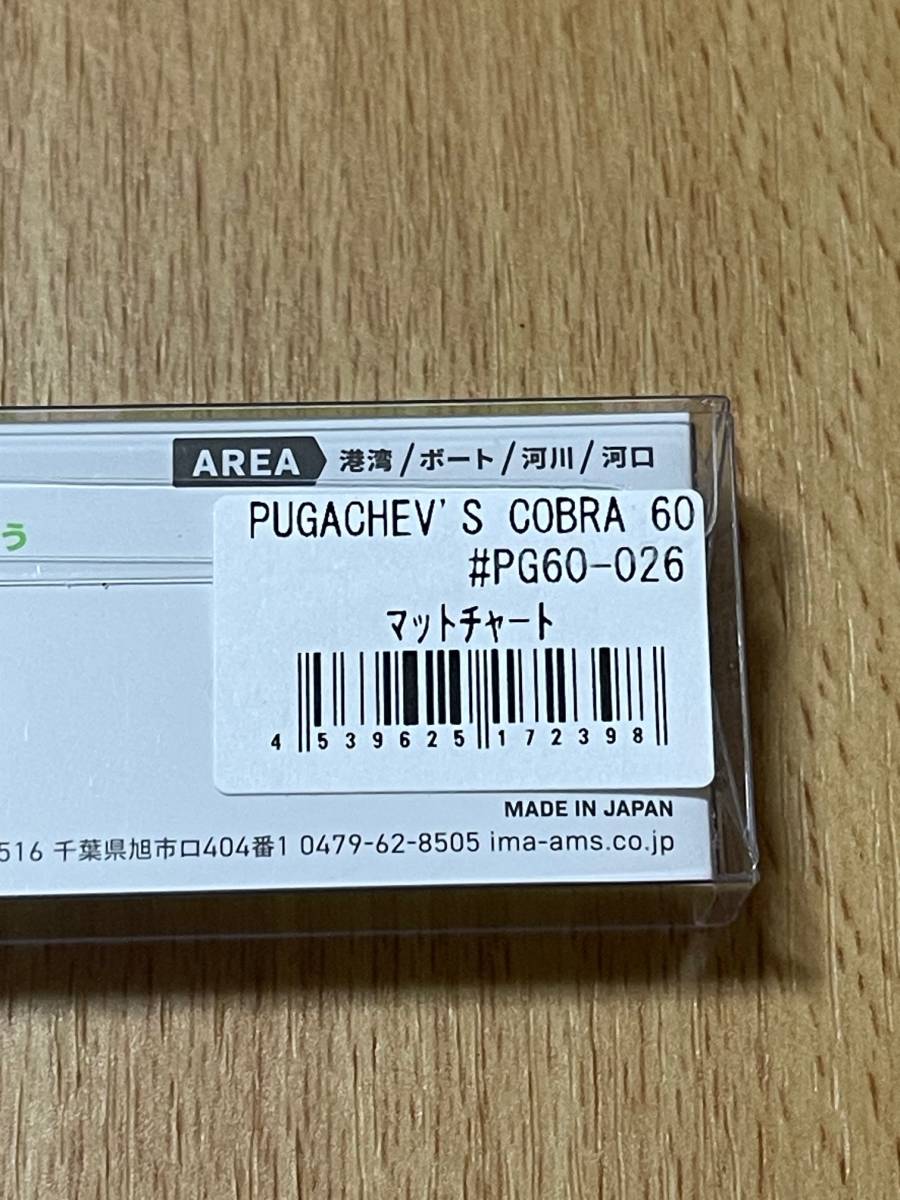 AREA 港湾/ボート/河川/河口
う
PUGACHEV'S COBRA 60
#PG60-026
マットチャート
4 539625 172398
MADE IN JAPAN
516 千葉県旭市ロ404番1 0479-62-8505 ima-ams.co.jp